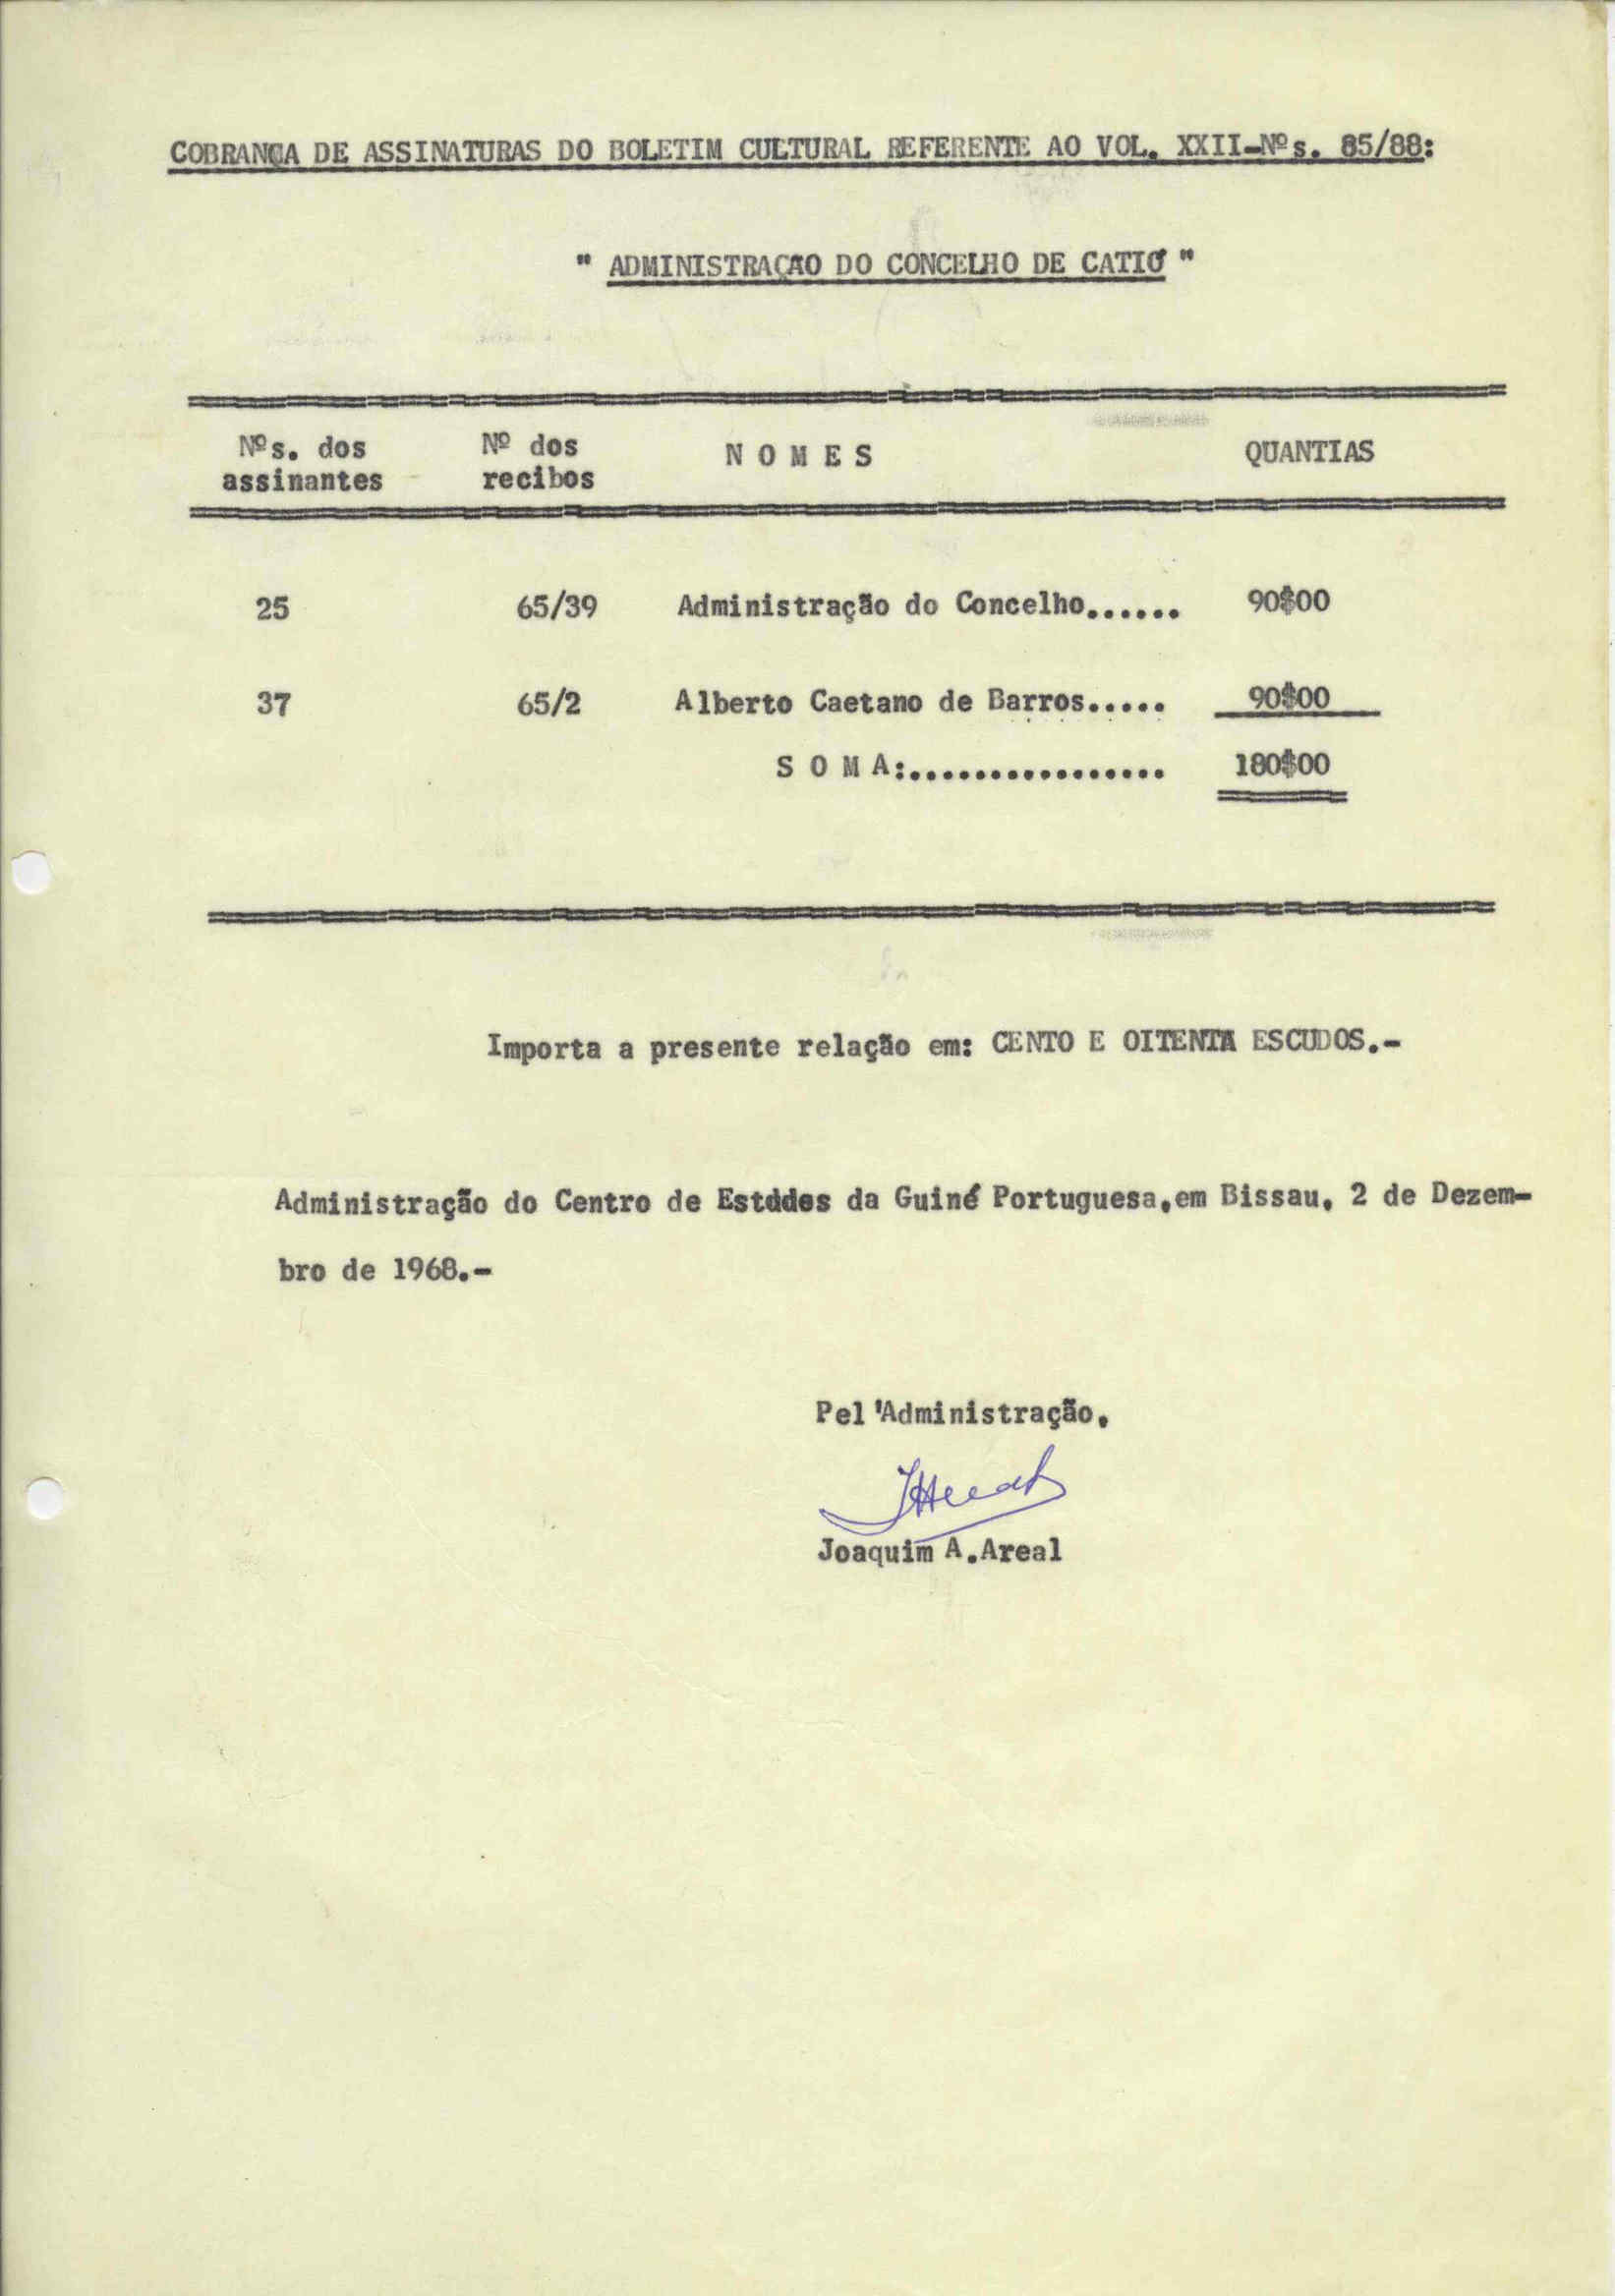 COBRANÇA DE ASSINATURAS DO BOLETIM CULTURAL REFERENTE AO VOL. XXII-Nºs. 85/88:
" ADMINISTRAÇÃO DO CONCELHO DE CATIÓ "
Nºs. dos assinantes Nº dos recibos N O M E S QUANTIAS
25 65/39 Administração do Concelho...... 90$00
37 65/2 Alberto Caetano de Barros..... 90$00
S O M A:................ 180$00
Importa a presente relação em: CENTO E OITENTA ESCUDOS.-
Administração do Centro de Estudos da Guiné Portuguesa,em Bissau, 2 de Dezem-
bro de 1968.-
Pel'Administração,
Joaquim A.Areal